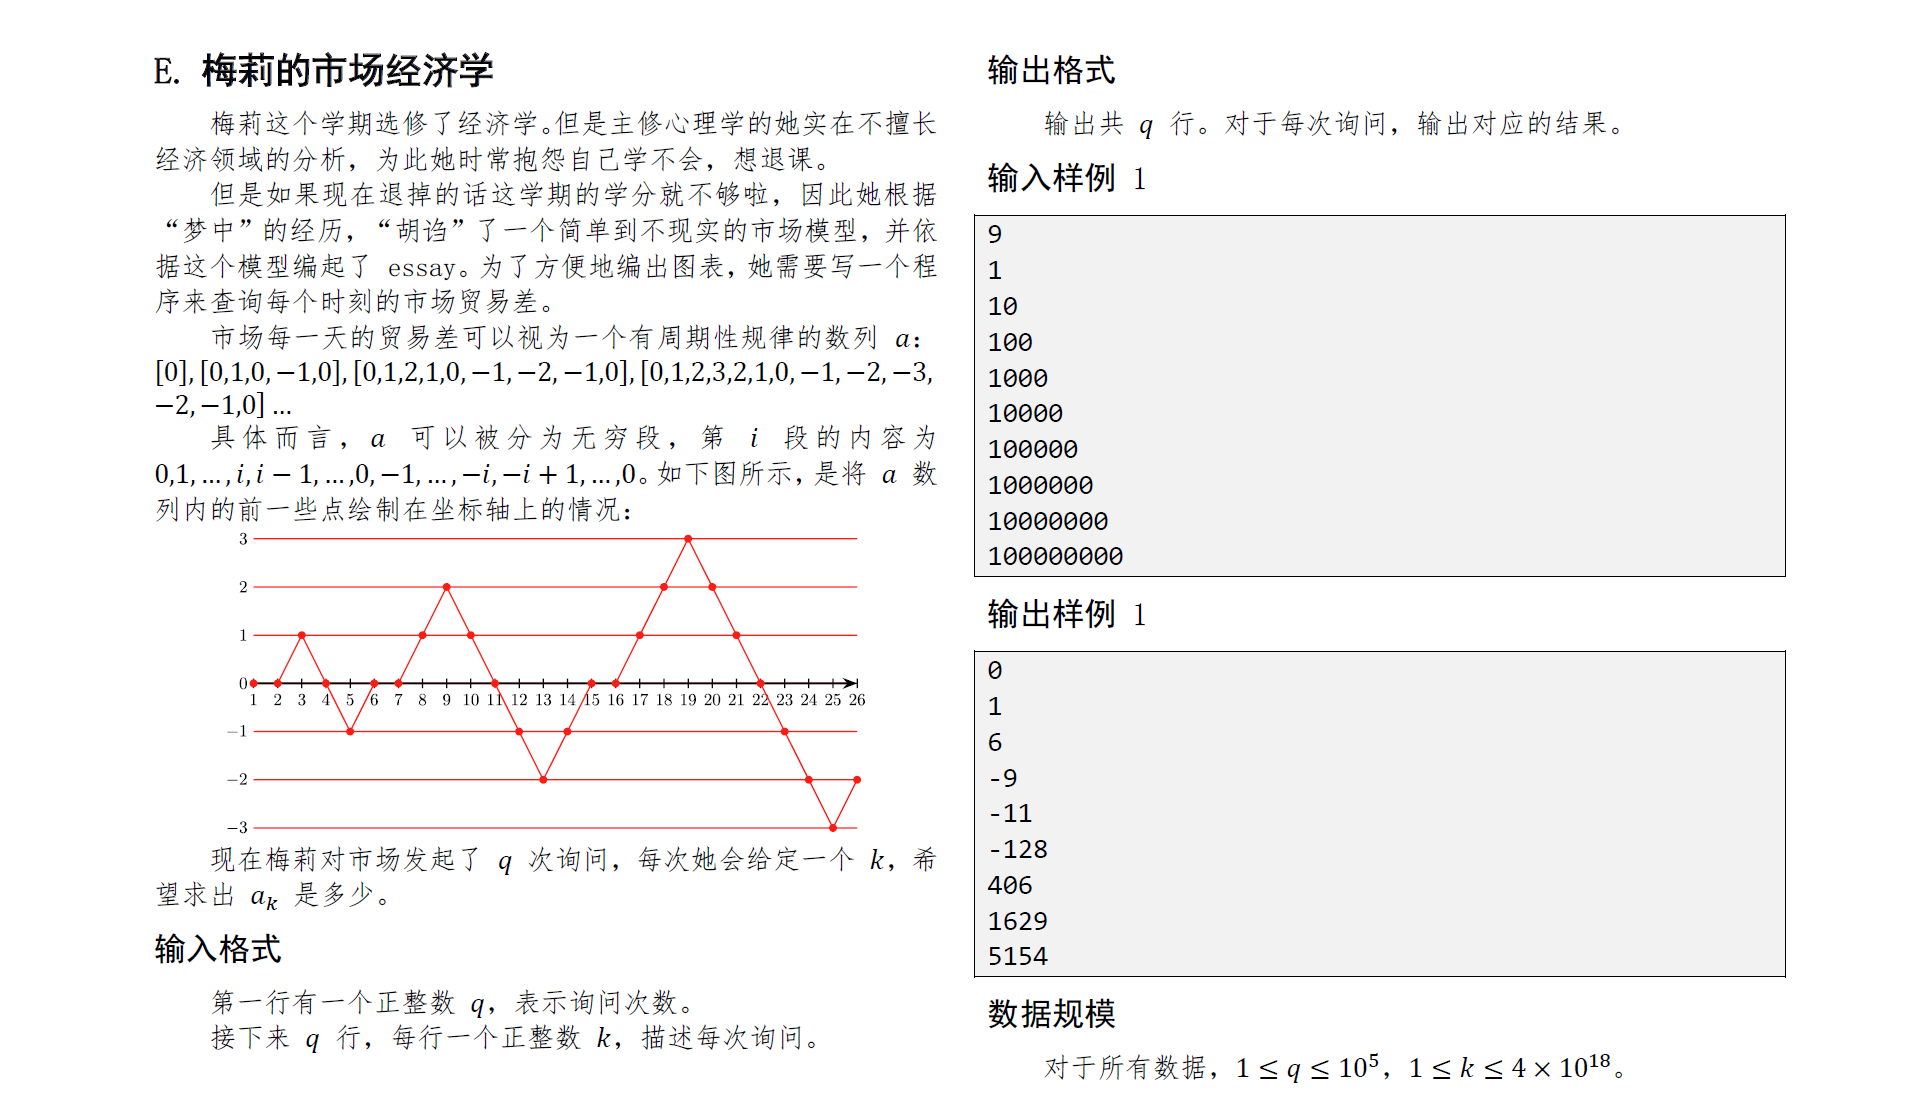 E. 梅莉的市场经济学
梅莉这个学期选修了经济学。但是主修心理学的她实在不擅长
经济领域的分析，为此她时常抱怨自己学不会，想退课。
但是如果现在退掉的话这学期的学分就不够啦，因此她根据
“梦中”的经历，“胡诌”了一个简单到不现实的市场模型，并依
据这个模型编起了 essay。为了方便地编出图表，她需要写一个程
序来查询每个时刻的市场贸易差。
市场每一天的贸易差可以视为一个有周期性规律的数列 a：
[0],[0,1,0,−1,0],[0,1,2,1,0,−1,−2,−1,0],[0,1,2,3,2,1,0,−1,−2,−3,
−2,−1,0] …
具体而言，a 可以被分为无穷段，第 i 段的内容为
0,1,…,i,i−1,…,0,−1,…,−i,−i+1,…,0。如下图所示，是将 a 数
列内的前一些点绘制在坐标轴上的情况：
3
2
1
0
1 2 3 4 5 6 7 8 9 10 11 12 13 14 15 16 17 18 19 20 21 22 23 24 25 26
−1
−2
−3
现在梅莉对市场发起了 q 次询问，每次她会给定一个 k，希
望求出 aₖ 是多少。
输入格式
第一行有一个正整数 q，表示询问次数。
接下来 q 行，每行一个正整数 k，描述每次询问。
输出格式
输出共 q 行。对于每次询问，输出对应的结果。
输入样例 1
9
1
10
100
1000
10000
100000
1000000
10000000
100000000
输出样例 1
0
1
6
-9
-11
-128
406
1629
5154
数据规模
对于所有数据，1 ≤ q ≤ 10⁵，1 ≤ k ≤ 4 × 10¹⁸。